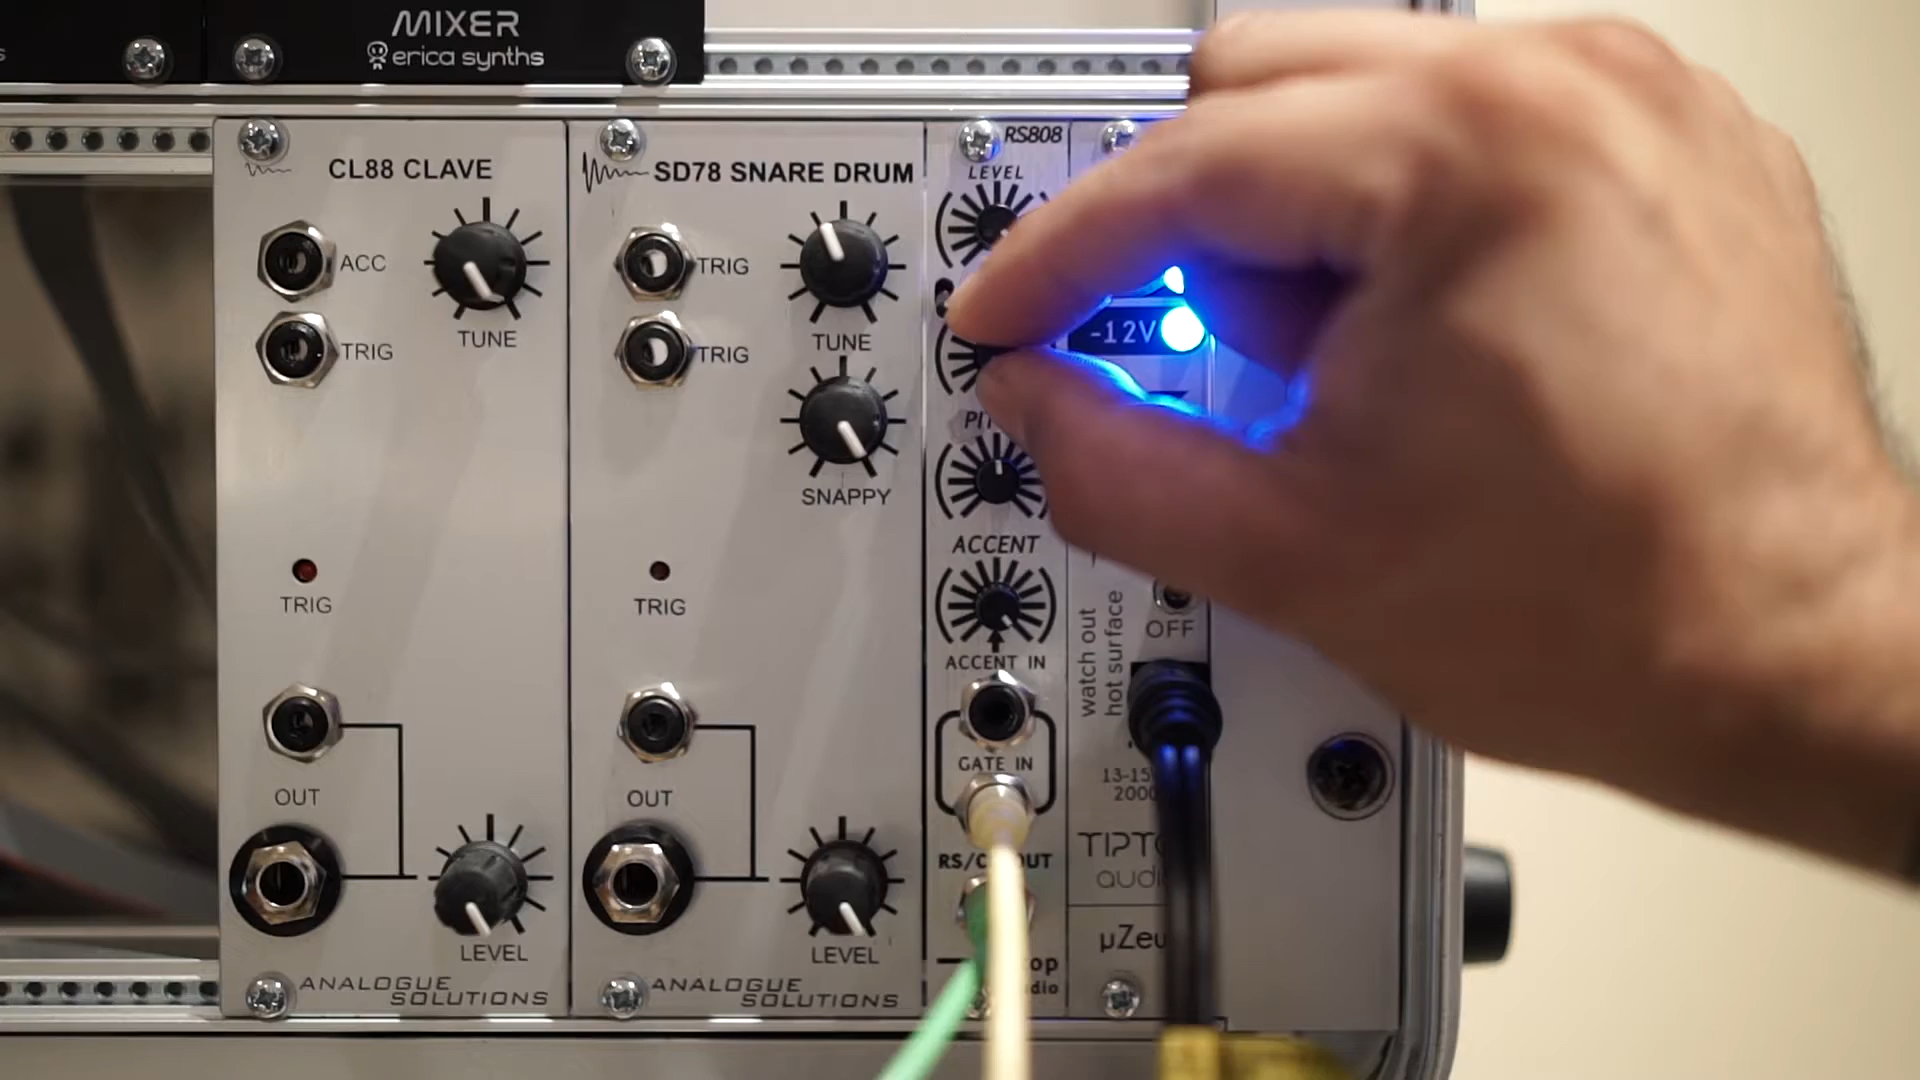 MIXER
erica synths
CL88 CLAVE
ACC
TRIG
TUNE
TRIG
OUT
LEVEL
ANALOGUE
SOLUTIONS
SD78 SNARE DRUM
TRIG
TRIG
TUNE
SNAPPY
TRIG
OUT
LEVEL
ANALOGUE
SOLUTIONS
RS808
LEVEL
ACCENT
ACCENT IN
GATE IN
-12V
OFF
watch out
hot surface